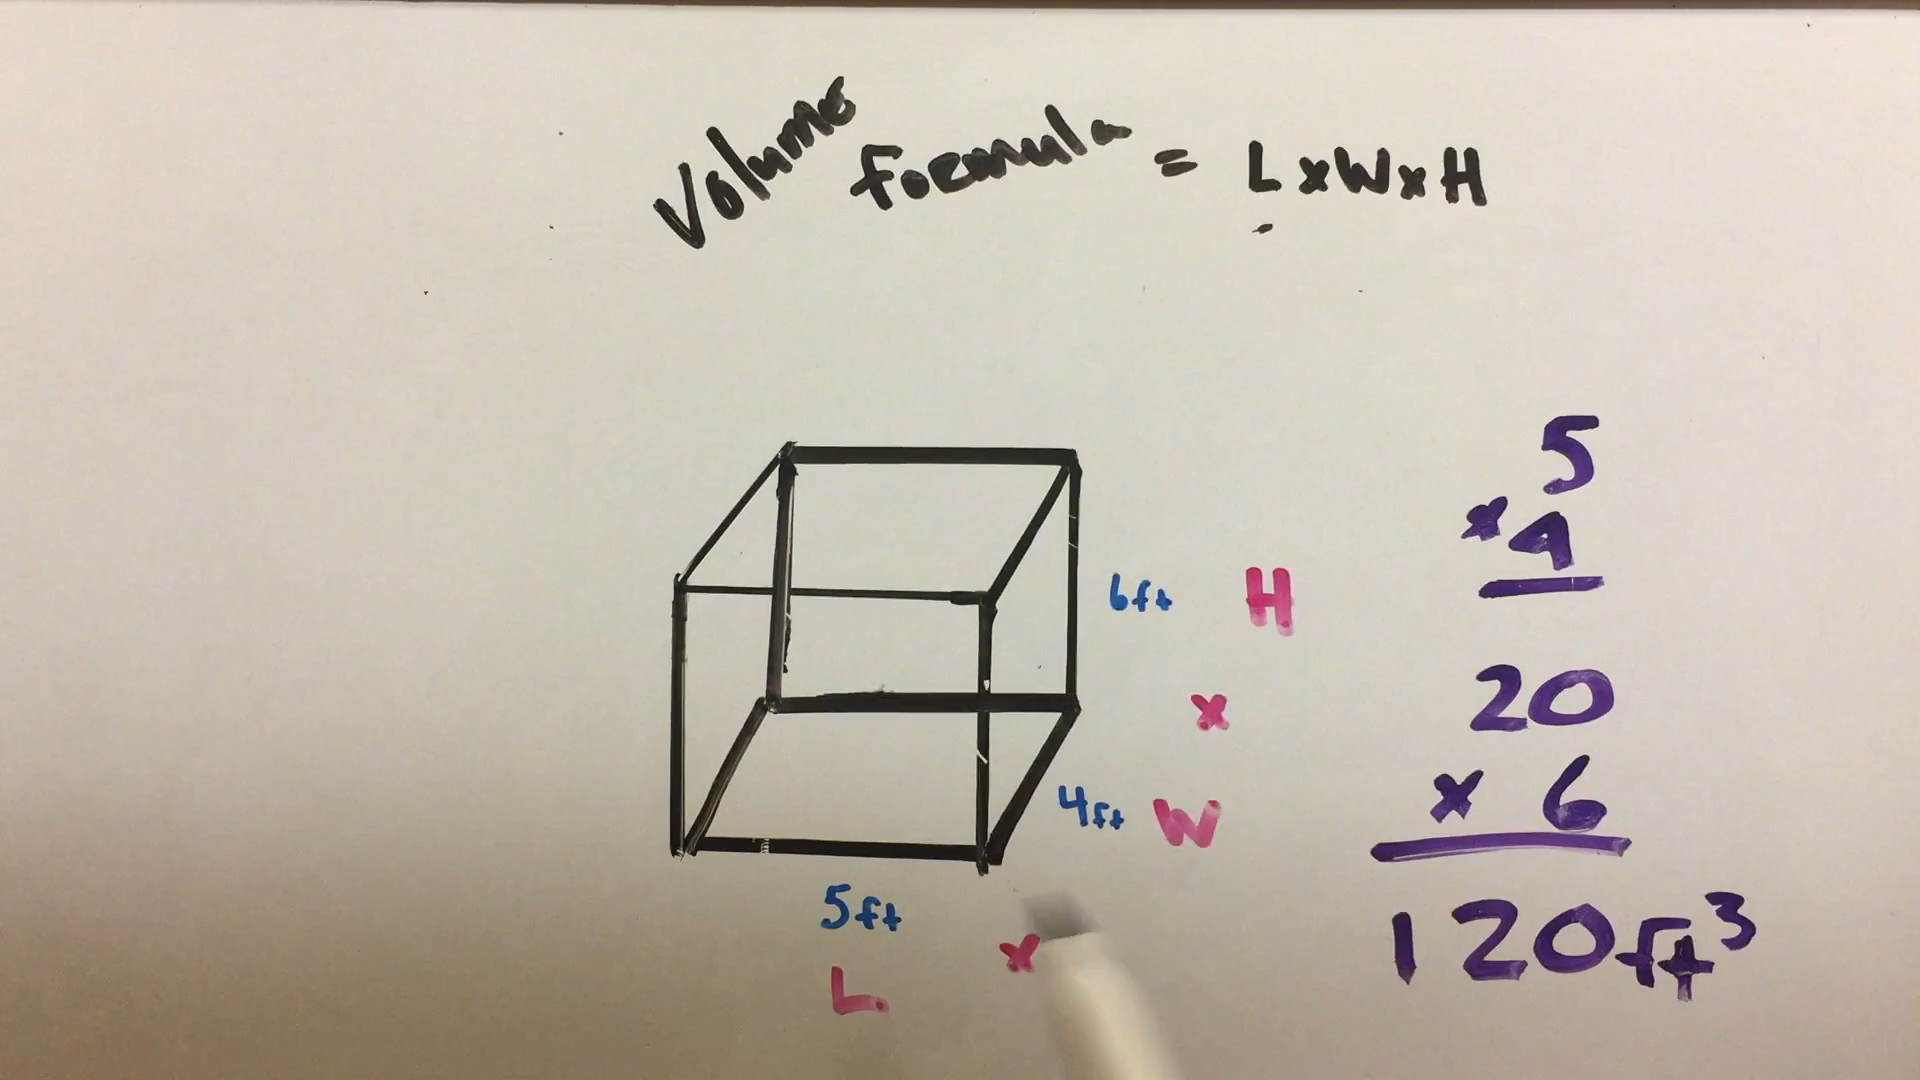 Volume formula = L x W x H
5
x 4
20
x 6
120ft³
6ft H
x
4ft W
5ft
x
L